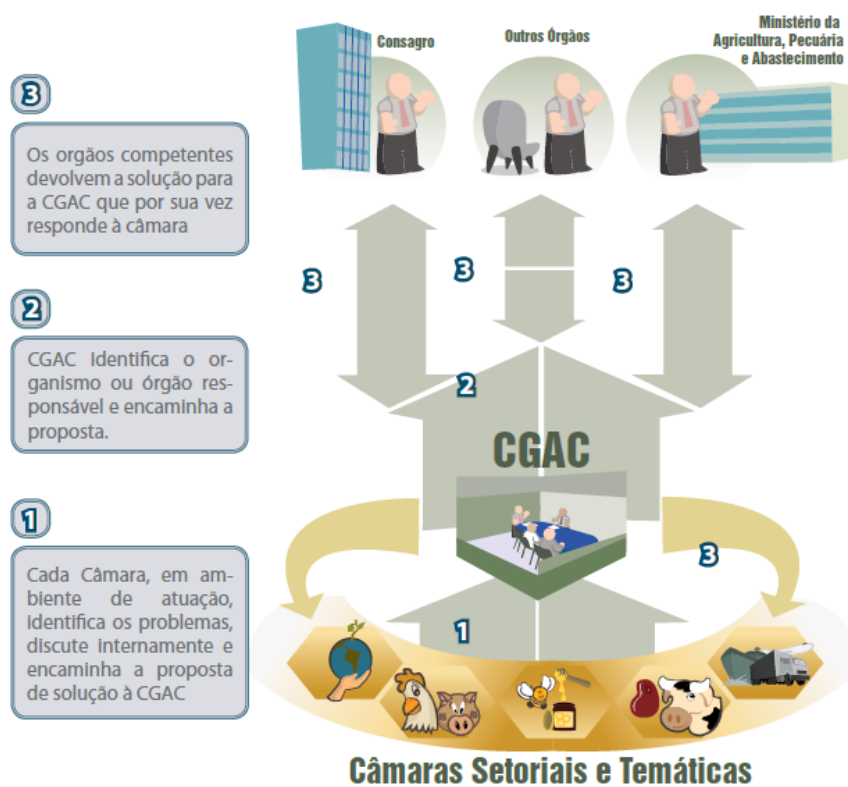 Consagro
Outros Órgãos
Ministério da
Agricultura, Pecuária
e Abastecimento
3
Os orgãos competentes
devolvem a solução para
a CGAC que por sua vez
responde à câmara
3
3
3
2
CGAC Identifica o or-
ganismo ou órgão res-
ponsável e encaminha a
proposta.
2
CGAC
1
Cada Câmara, em am-
biente de atuação,
identifica os problemas,
discute internamente e
encaminha a proposta
de solução à CGAC
3
1
Câmaras Setoriais e Temáticas